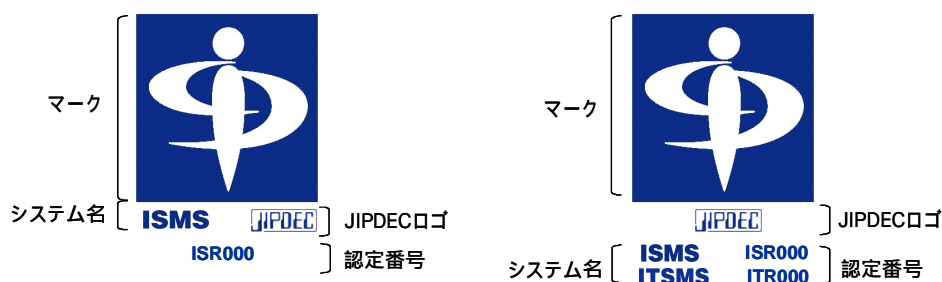 マーク
システム名
ISMS
JIPDEC
JIPDECロゴ
ISR000
認定番号
マーク
JIPDEC
JIPDECロゴ
システム名
ISMS ISR000
ITSMS ITR000
認定番号